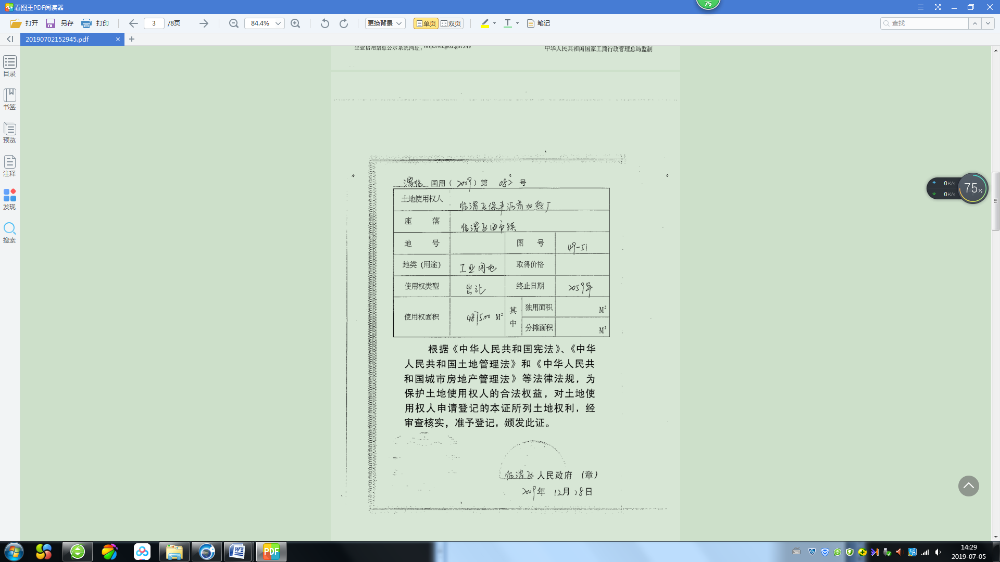 看图王PDF阅读器
75
打开 另存 打印 3 /8页 84.4% 更换背景 单页 双页 笔记 查找
20190702152945.pdf
目录
书签
预览
注释
发现
搜索
企业信用信息公示系统网址: http://sn.gsxt.gov.cn/ 中华人民共和国国家工商行政管理总局监制
渭临 国用（2009）第 082 号
土地使用权人 临渭区保丰沥青加热厂
座 落 临渭区田市镇
地 号 图 号 49-51
地类（用途） 工业用地 取得价格
使用权类型 出让 终止日期 2059年
使用权面积 4875.00 M² 其中 独用面积 M²
分摊面积 M²
根据《中华人民共和国宪法》、《中华
人民共和国土地管理法》和《中华人民共
和国城市房地产管理法》等法律法规，为
保护土地使用权人的合法权益，对土地使
用权人申请登记的本证所列土地权利，经
审查核实，准予登记，颁发此证。
临渭区 人民政府 （章）
2009年 12月28日
0K/s
0K/s
75%
14:29
2019-07-05